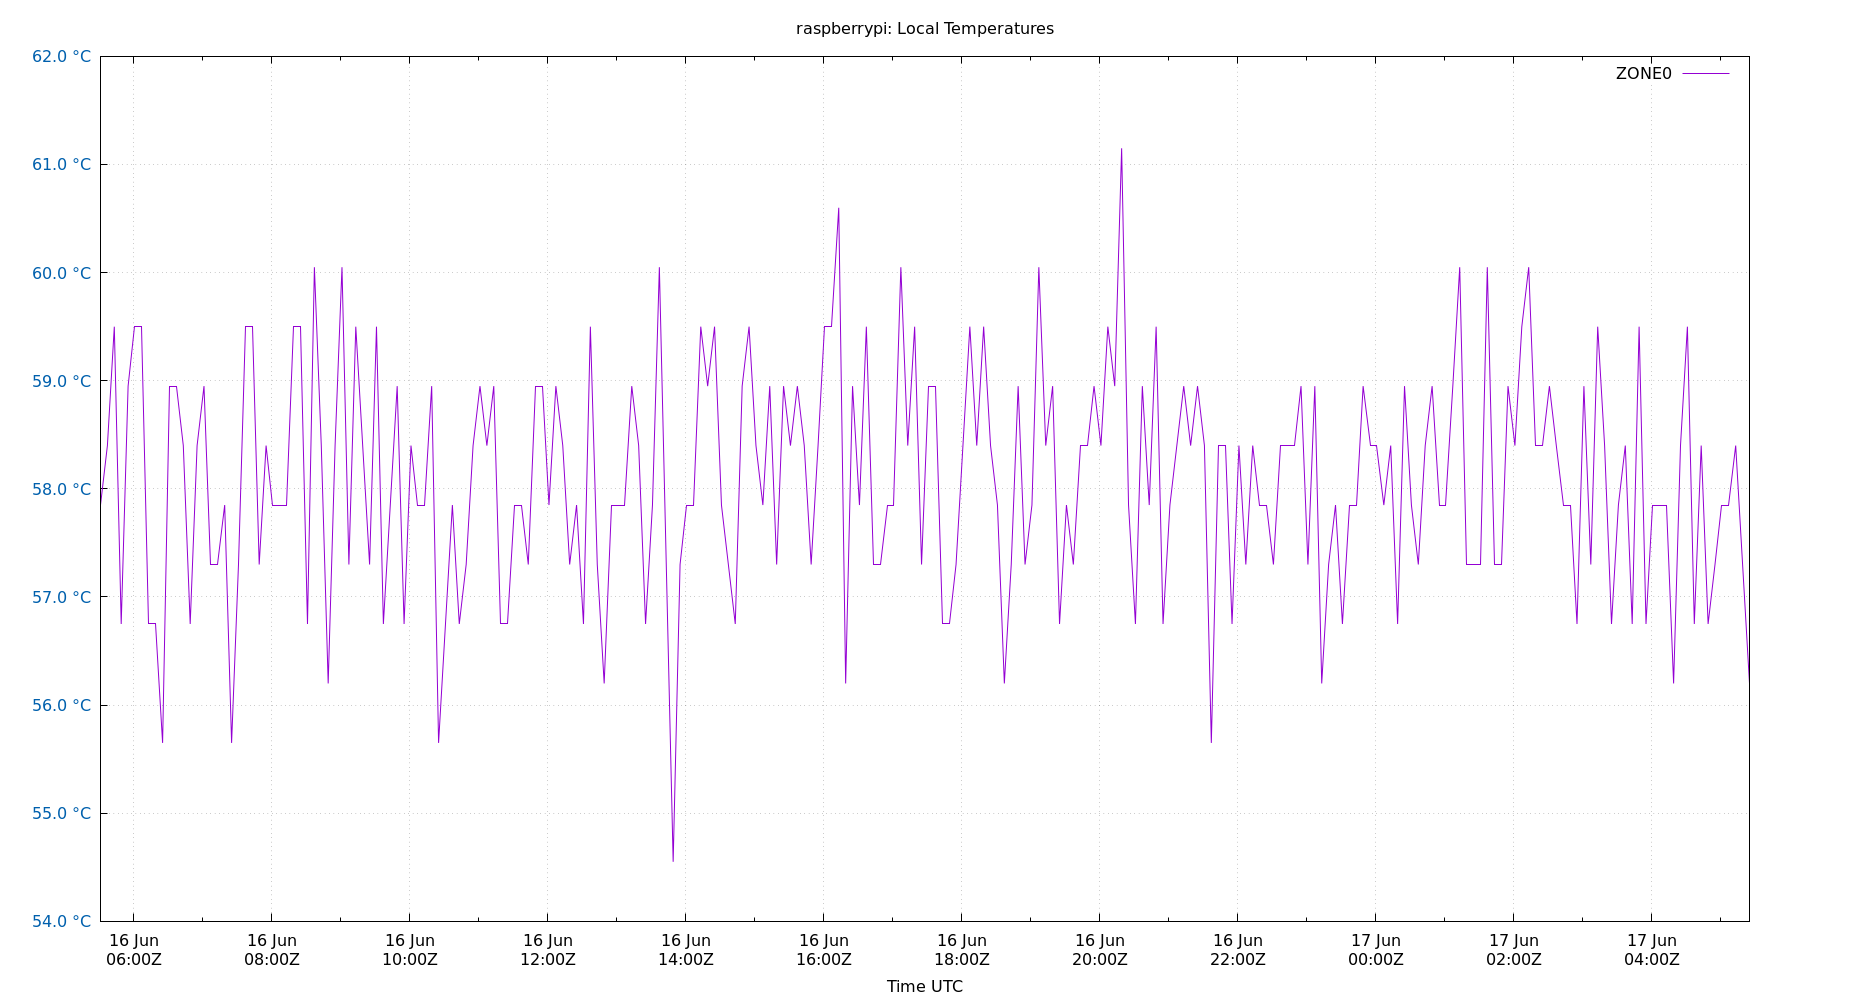 raspberrypi: Local Temperatures
62.0 °C
ZONE0
61.0 °C
60.0 °C
59.0 °C
58.0 °C
57.0 °C
56.0 °C
55.0 °C
54.0 °C
16 Jun 16 Jun 16 Jun 16 Jun 16 Jun 16 Jun 16 Jun 16 Jun 16 Jun 17 Jun 17 Jun 17 Jun
06:00Z 08:00Z 10:00Z 12:00Z 14:00Z 16:00Z 18:00Z 20:00Z 22:00Z 00:00Z 02:00Z 04:00Z
Time UTC